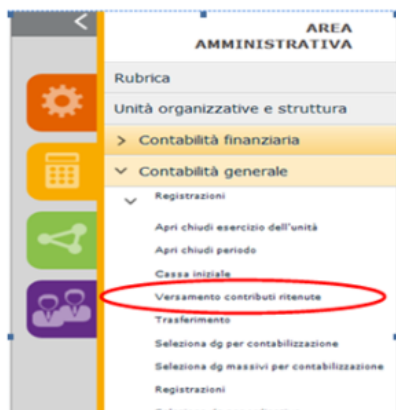 AREA
AMMINISTRATIVA
Rubrica
Unità organizzative e struttura
> Contabilità finanziaria
Contabilità generale
Registrazioni
Apri chiudi esercizio dell'unità
Apri chiudi periodo
Cassa iniziale
Versamento contributi ritenute
Trasferimento
Seleziona dg per contabilizzazione
Seleziona dg massivi per contabilizzazione
Registrazioni